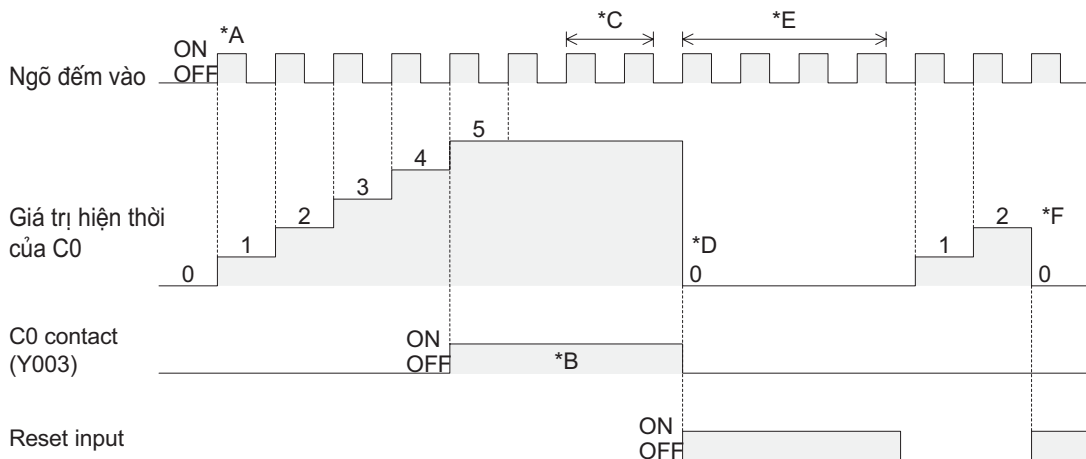 *A
*C
*E
ON
OFF
Ngõ đếm vào
5
4
3
2
1
0
Giá trị hiện thời
của C0
*D
0
1
2
*F
0
C0 contact
(Y003)
ON
OFF
*B
Reset input
ON
OFF